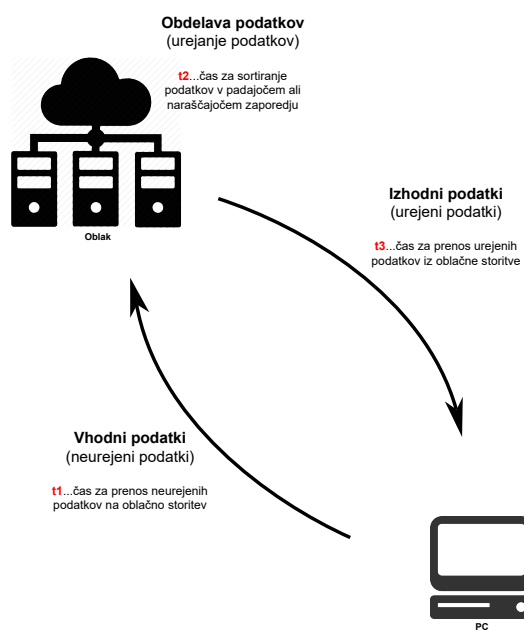 Obdelava podatkov
(urejanje podatkov)
t2...čas za sortiranje
podatkov v padajočem ali
naraščajočem zaporedju
Oblak
Izhodni podatki
(urejeni podatki)
t3...čas za prenos urejenih
podatkov iz oblačne storitve
Vhodni podatki
(neurejeni podatki)
t1...čas za prenos neurejenih
podatkov na oblačno storitev
PC